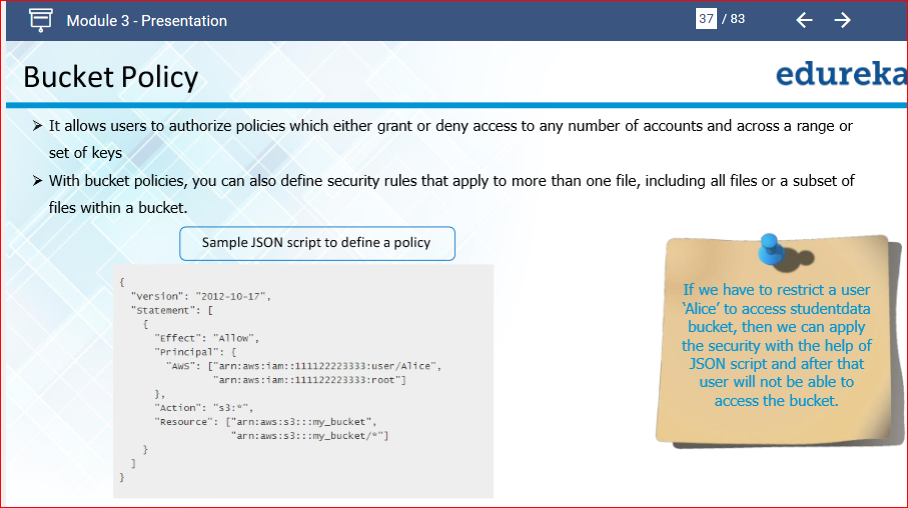 Module 3 - Presentation
37 / 83
Bucket Policy
edureka
➢ It allows users to authorize policies which either grant or deny access to any number of accounts and across a range or
set of keys
➢ With bucket policies, you can also define security rules that apply to more than one file, including all files or a subset of
files within a bucket.
Sample JSON script to define a policy
{
  "Version": "2012-10-17",
  "Statement": [
    {
      "Effect": "Allow",
      "Principal": {
        "AWS": ["arn:aws:iam::111122223333:user/Alice",
                "arn:aws:iam::111122223333:root"]
      },
      "Action": "s3:*",
      "Resource": ["arn:aws:s3:::my_bucket",
                   "arn:aws:s3:::my_bucket/*"]
    }
  ]
}
If we have to restrict a user
‘Alice’ to access studentdata
bucket, then we can apply
the security with the help of
JSON script and after that
user will not be able to
access the bucket.